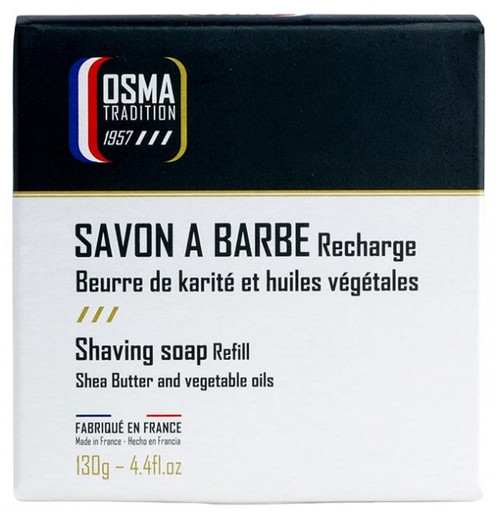 OSMA
TRADITION
1957 ///
SAVON A BARBE Recharge
Beurre de karité et huiles végétales
///
Shaving soap Refill
Shea Butter and vegetable oils
FABRIQUÉ EN FRANCE
Made in France - Hecho en Francia
130g – 4.4fl.oz